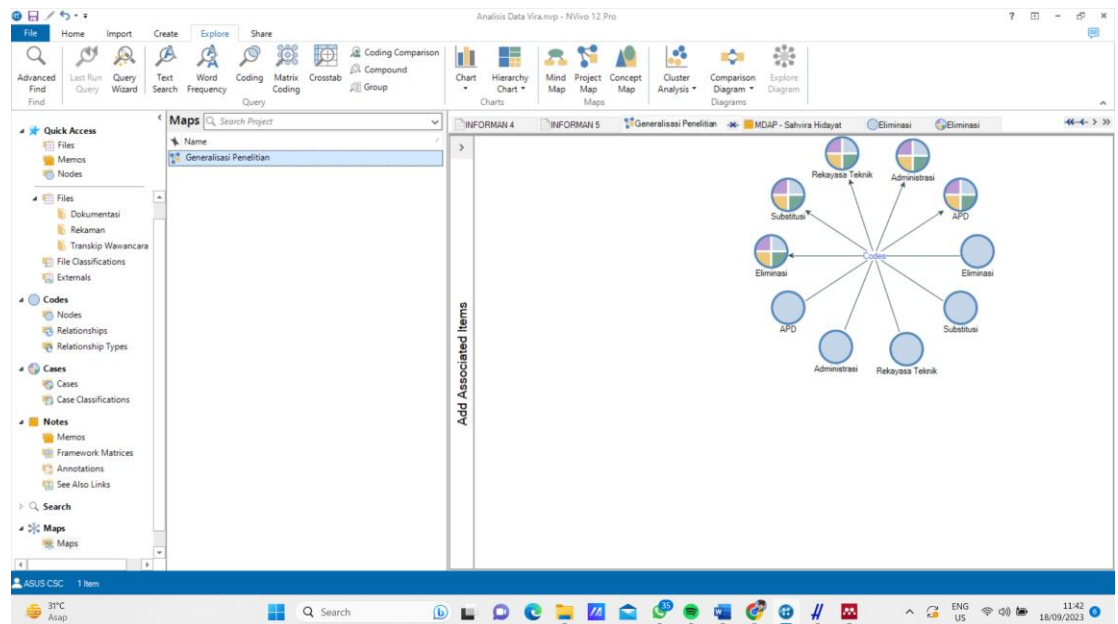 Analisis Data Vira.nvp - NVivo 12 Pro
File Home Import Create Explore Share
Advanced Find
Last Run Query
Query Wizard
Text Search
Word Frequency
Coding
Matrix Coding
Crosstab
Coding Comparison
Compound
Group
Chart
Hierarchy Chart
Mind Map
Project Map
Concept Map
Cluster Analysis
Comparison Diagram
Explore Diagram
Find Query Charts Maps Diagrams
Quick Access
Files
Memos
Nodes
Files
Dokumentasi
Rekaman
Transkip Wawancara
File Classifications
Externals
Codes
Nodes
Relationships
Relationship Types
Cases
Cases
Case Classifications
Notes
Memos
Framework Matrices
Annotations
See Also Links
Search
Maps
Maps
Maps Search Project
Name
Generalisasi Penelitian
INFORMAN 4 INFORMAN 5 Generalisasi Penelitian MDAP - Sahvira Hidayat Eliminasi Eliminasi
Add Associated Items
Rekayasa Teknik
Administrasi
Substitusi
APD
Codes
Eliminasi
Eliminasi
APD
Substitusi
Administrasi
Rekayasa Teknik
ASUS CSC 1 Item
31°C
Asap
Search
35
ENG
US
11:42
18/09/2023
6